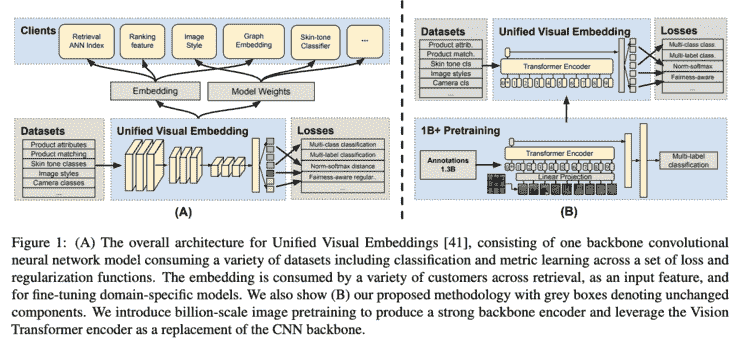 Clients
Retrieval ANN Index
Ranking feature
Image Style
Graph Embedding
Skin-tone Classifier
...
Embedding
Model Weights
Datasets
Product attributes
Product matching
Skin tone classes
Image styles
Camera classes
...
Unified Visual Embedding
Losses
Multi-class classification
Multi-label classification
Norm-softmax distance
Fairness-aware regular..
...
(A)
Datasets
Product attrib.
Product match.
Skin tone cls
Image styles
Camera cls
...
Unified Visual Embedding
Transformer Encoder
Losses
Multi-class class.
Multi-label class.
Norm-softmax
Fairness-aware
...
1B+ Pretraining
Annotations
1.3B
Transformer Encoder
Linear Projection
Multi-label
classification
(B)
Figure 1: (A) The overall architecture for Unified Visual Embeddings [41], consisting of one backbone convolutional
neural network model consuming a variety of datasets including classification and metric learning across a set of loss and
regularization functions. The embedding is consumed by a variety of customers across retrieval, as an input feature, and
for fine-tuning domain-specific models. We also show (B) our proposed methodology with grey boxes denoting unchanged
components. We introduce billion-scale image pretraining to produce a strong backbone encoder and leverage the Vision
Transformer encoder as a replacement of the CNN backbone.